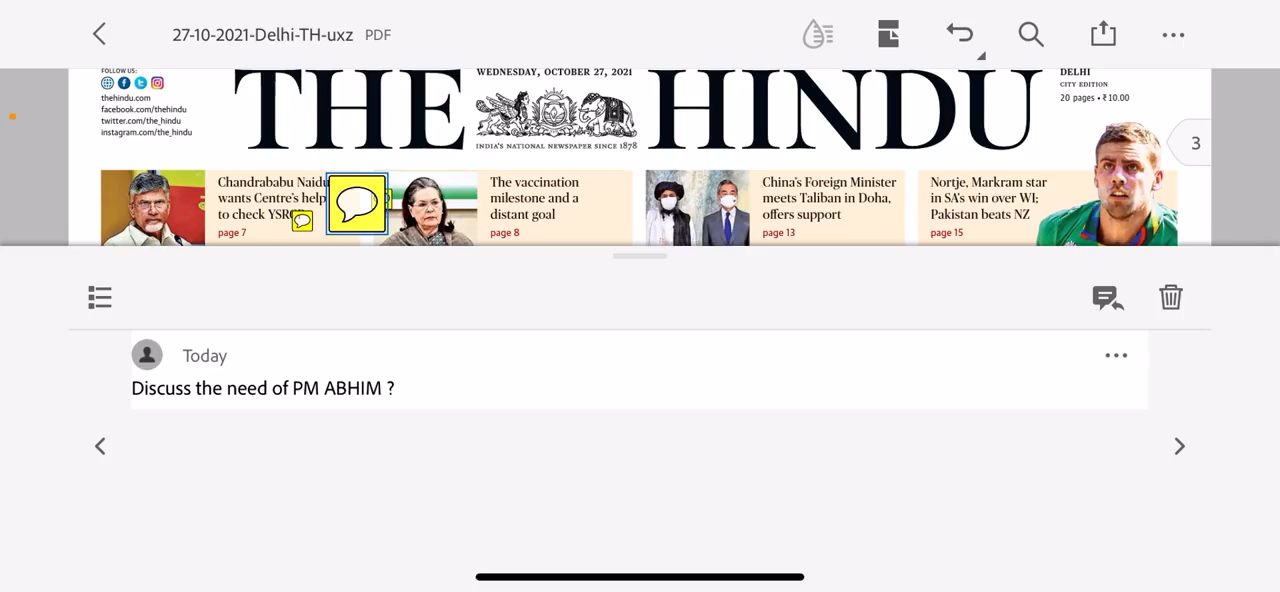 27-10-2021-Delhi-TH-uxz PDF
FOLLOW US:
thehindu.com
facebook.com/thehindu
twitter.com/the_hindu
instagram.com/the_hindu
WEDNESDAY, OCTOBER 27, 2021
THE HINDU
INDIA'S NATIONAL NEWSPAPER SINCE 1878
DELHI
CITY EDITION
20 pages • ₹10.00
3
Chandrababu Naidu
wants Centre's help
to check
page 7
The vaccination
milestone and a
distant goal
page 8
China's Foreign Minister
meets Taliban in Doha,
offers support
page 13
Nortje, Markram star
in SA's win over WI;
Pakistan beats NZ
page 15
Today
Discuss the need of PM ABHIM ?